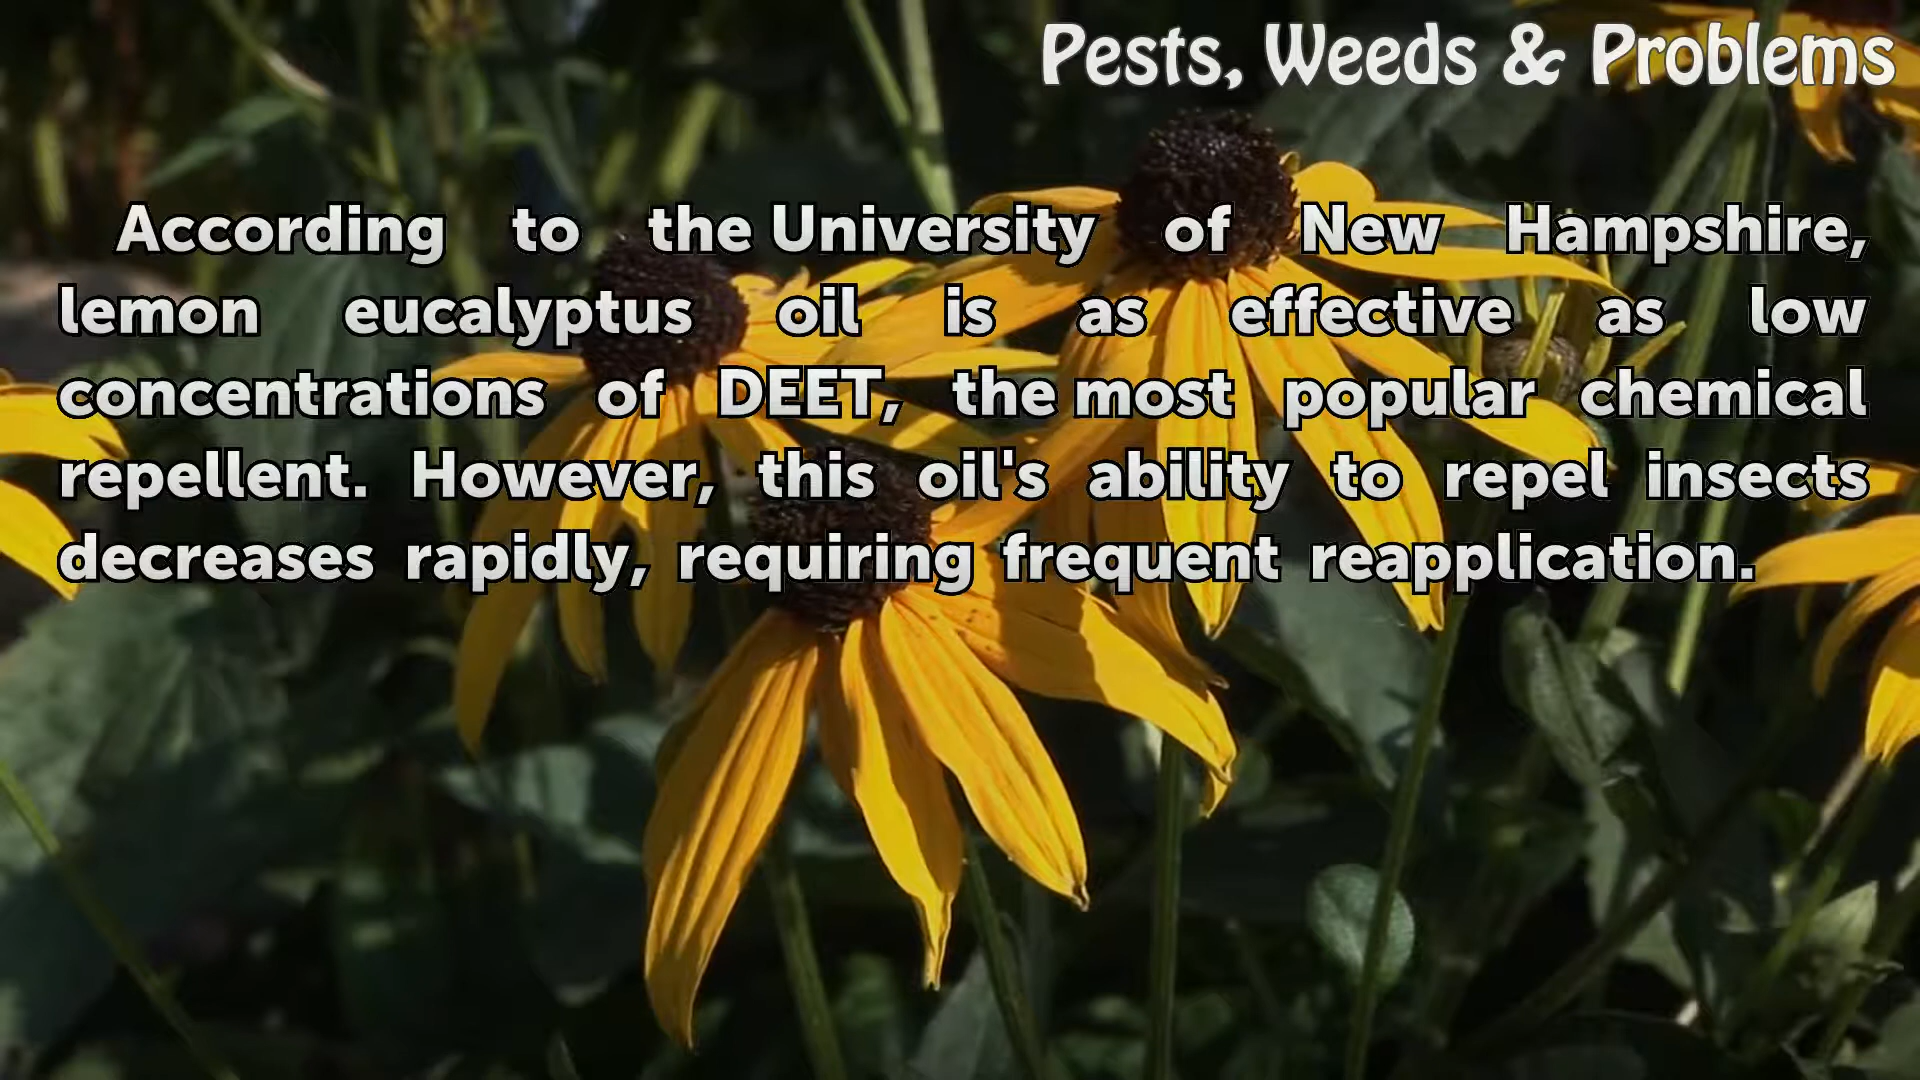 Pests, Weeds & Problems
According to the University of New Hampshire,
lemon eucalyptus oil is as effective as low
concentrations of DEET, the most popular chemical
repellent. However, this oil's ability to repel insects
decreases rapidly, requiring frequent reapplication.